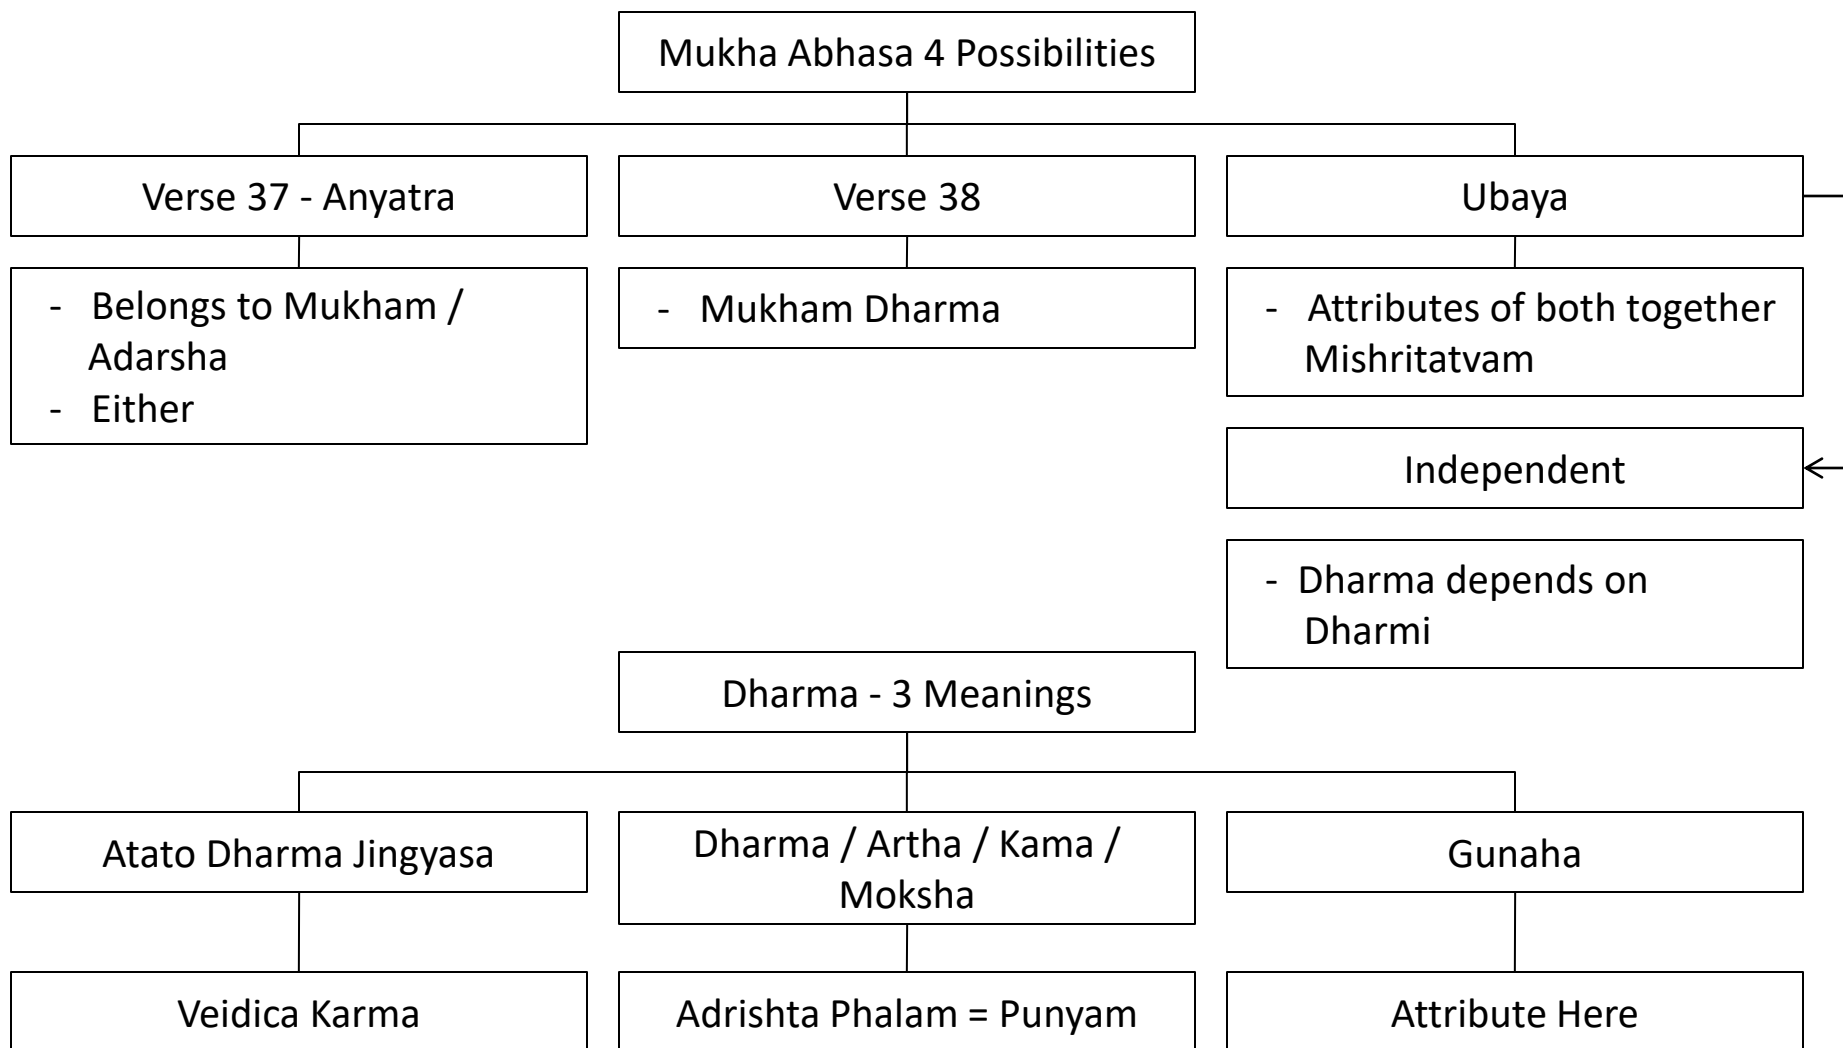 Mukha Abhasa 4 Possibilities
Verse 37 - Anyatra
Verse 38
Ubaya
- Belongs to Mukham /
Adarsha
- Either
- Mukham Dharma
- Attributes of both together
Mishritatvam
Independent
- Dharma depends on
Dharmi
Dharma - 3 Meanings
Atato Dharma Jingyasa
Dharma / Artha / Kama /
Moksha
Gunaha
Veidica Karma
Adrishta Phalam = Punyam
Attribute Here